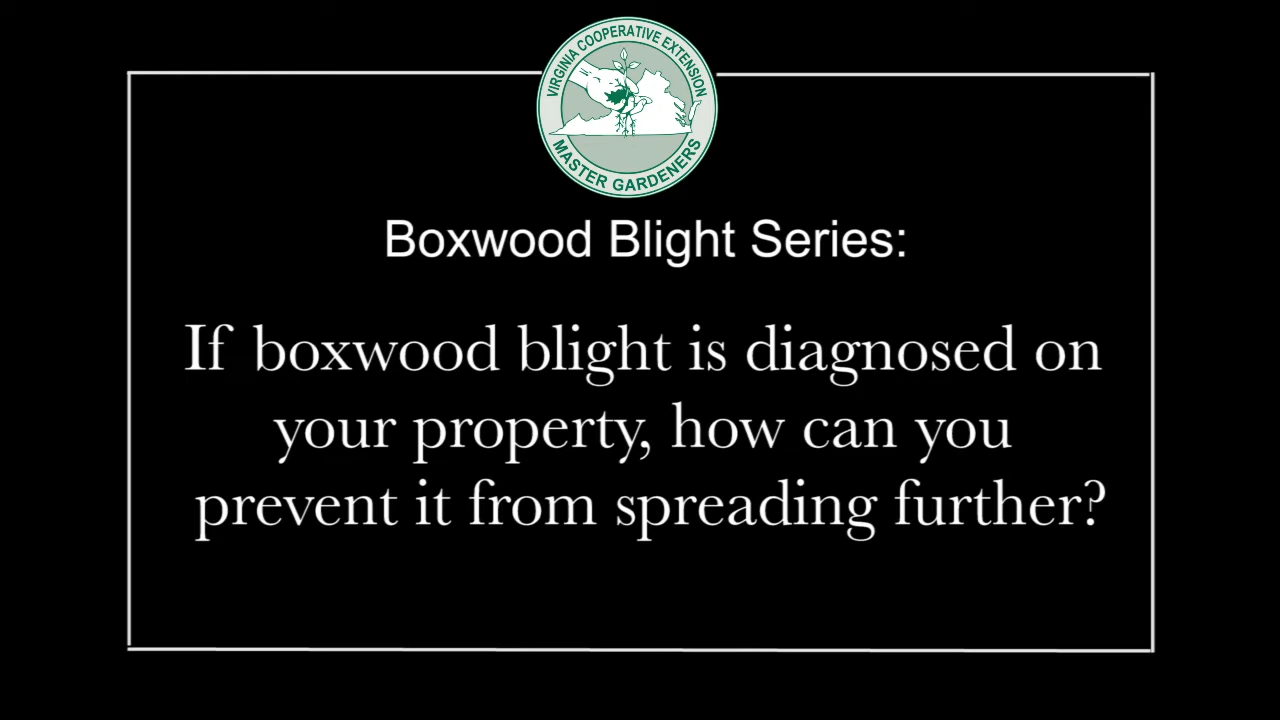 VIRGINIA COOPERATIVE EXTENSION
MASTER GARDENERS
Boxwood Blight Series:
If boxwood blight is diagnosed on
your property, how can you
prevent it from spreading further?